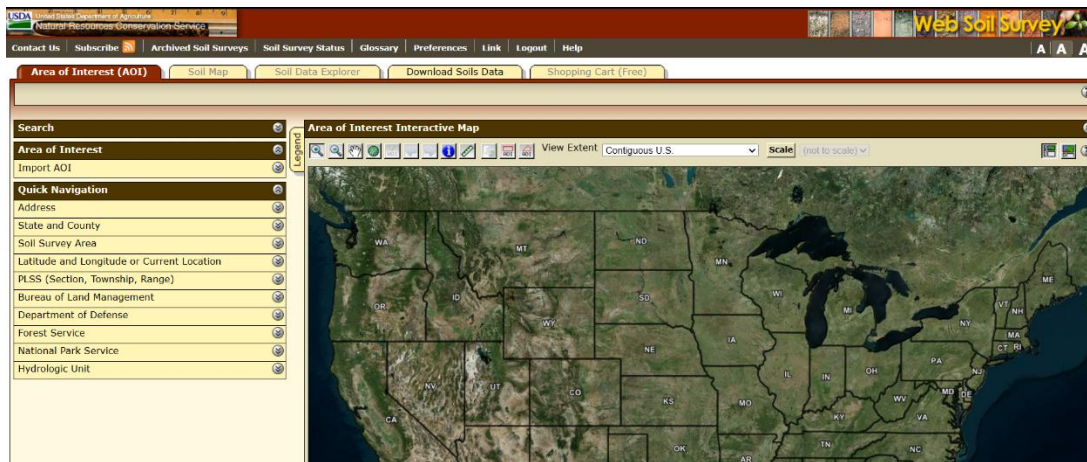 USDA United States Department of Agriculture
Natural Resources Conservation Service
Web Soil Survey
Contact Us Subscribe Archived Soil Surveys Soil Survey Status Glossary Preferences Link Logout Help
A A A
Area of Interest (AOI) Soil Map Soil Data Explorer Download Soils Data Shopping Cart (Free)
Search
Area of Interest
Import AOI
Quick Navigation
Address
State and County
Soil Survey Area
Latitude and Longitude or Current Location
PLSS (Section, Township, Range)
Bureau of Land Management
Department of Defense
Forest Service
National Park Service
Hydrologic Unit
Legend
Area of Interest Interactive Map
View Extent Contiguous U.S. Scale (not to scale)
AOI AOI
WA MT ND MN ME
OR ID SD WI VT NH
WY MI NY MA
CT RI
NE IA PA NJ
NV UT CO IL IN OH MD DE
WV
CA KS MO KY VA
OK AR TN NC